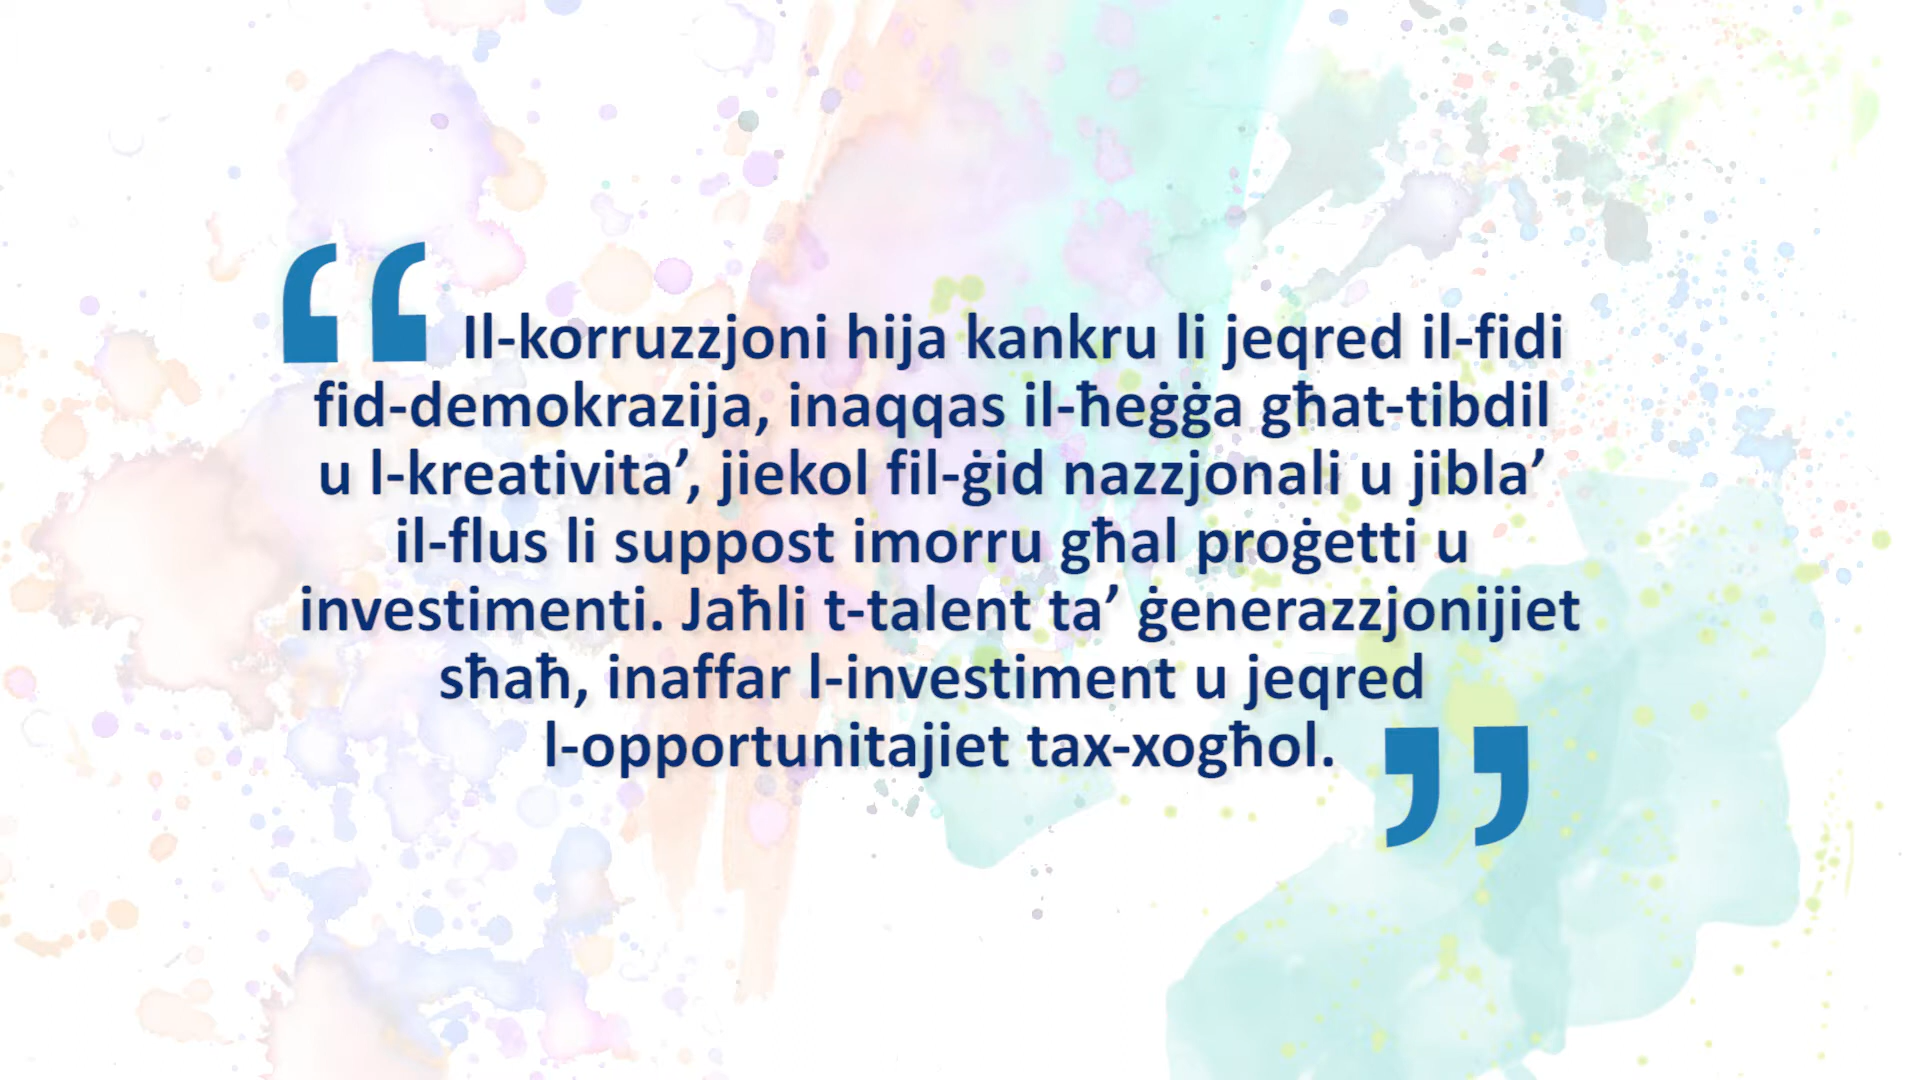 “ Il-korruzzjoni hija kankru li jeqred il-fidi
fid-demokrazija, inaqqas il-ħeġġa għat-tibdil
u l-kreativita’, jiekol fil-ġid nazzjonali u jibla’
il-flus li suppost imorru għal proġetti u
investimenti. Jaħli t-talent ta’ ġenerazzjonijiet
sħaħ, inaffar l-investiment u jeqred
l-opportunitajiet tax-xogħol. ”